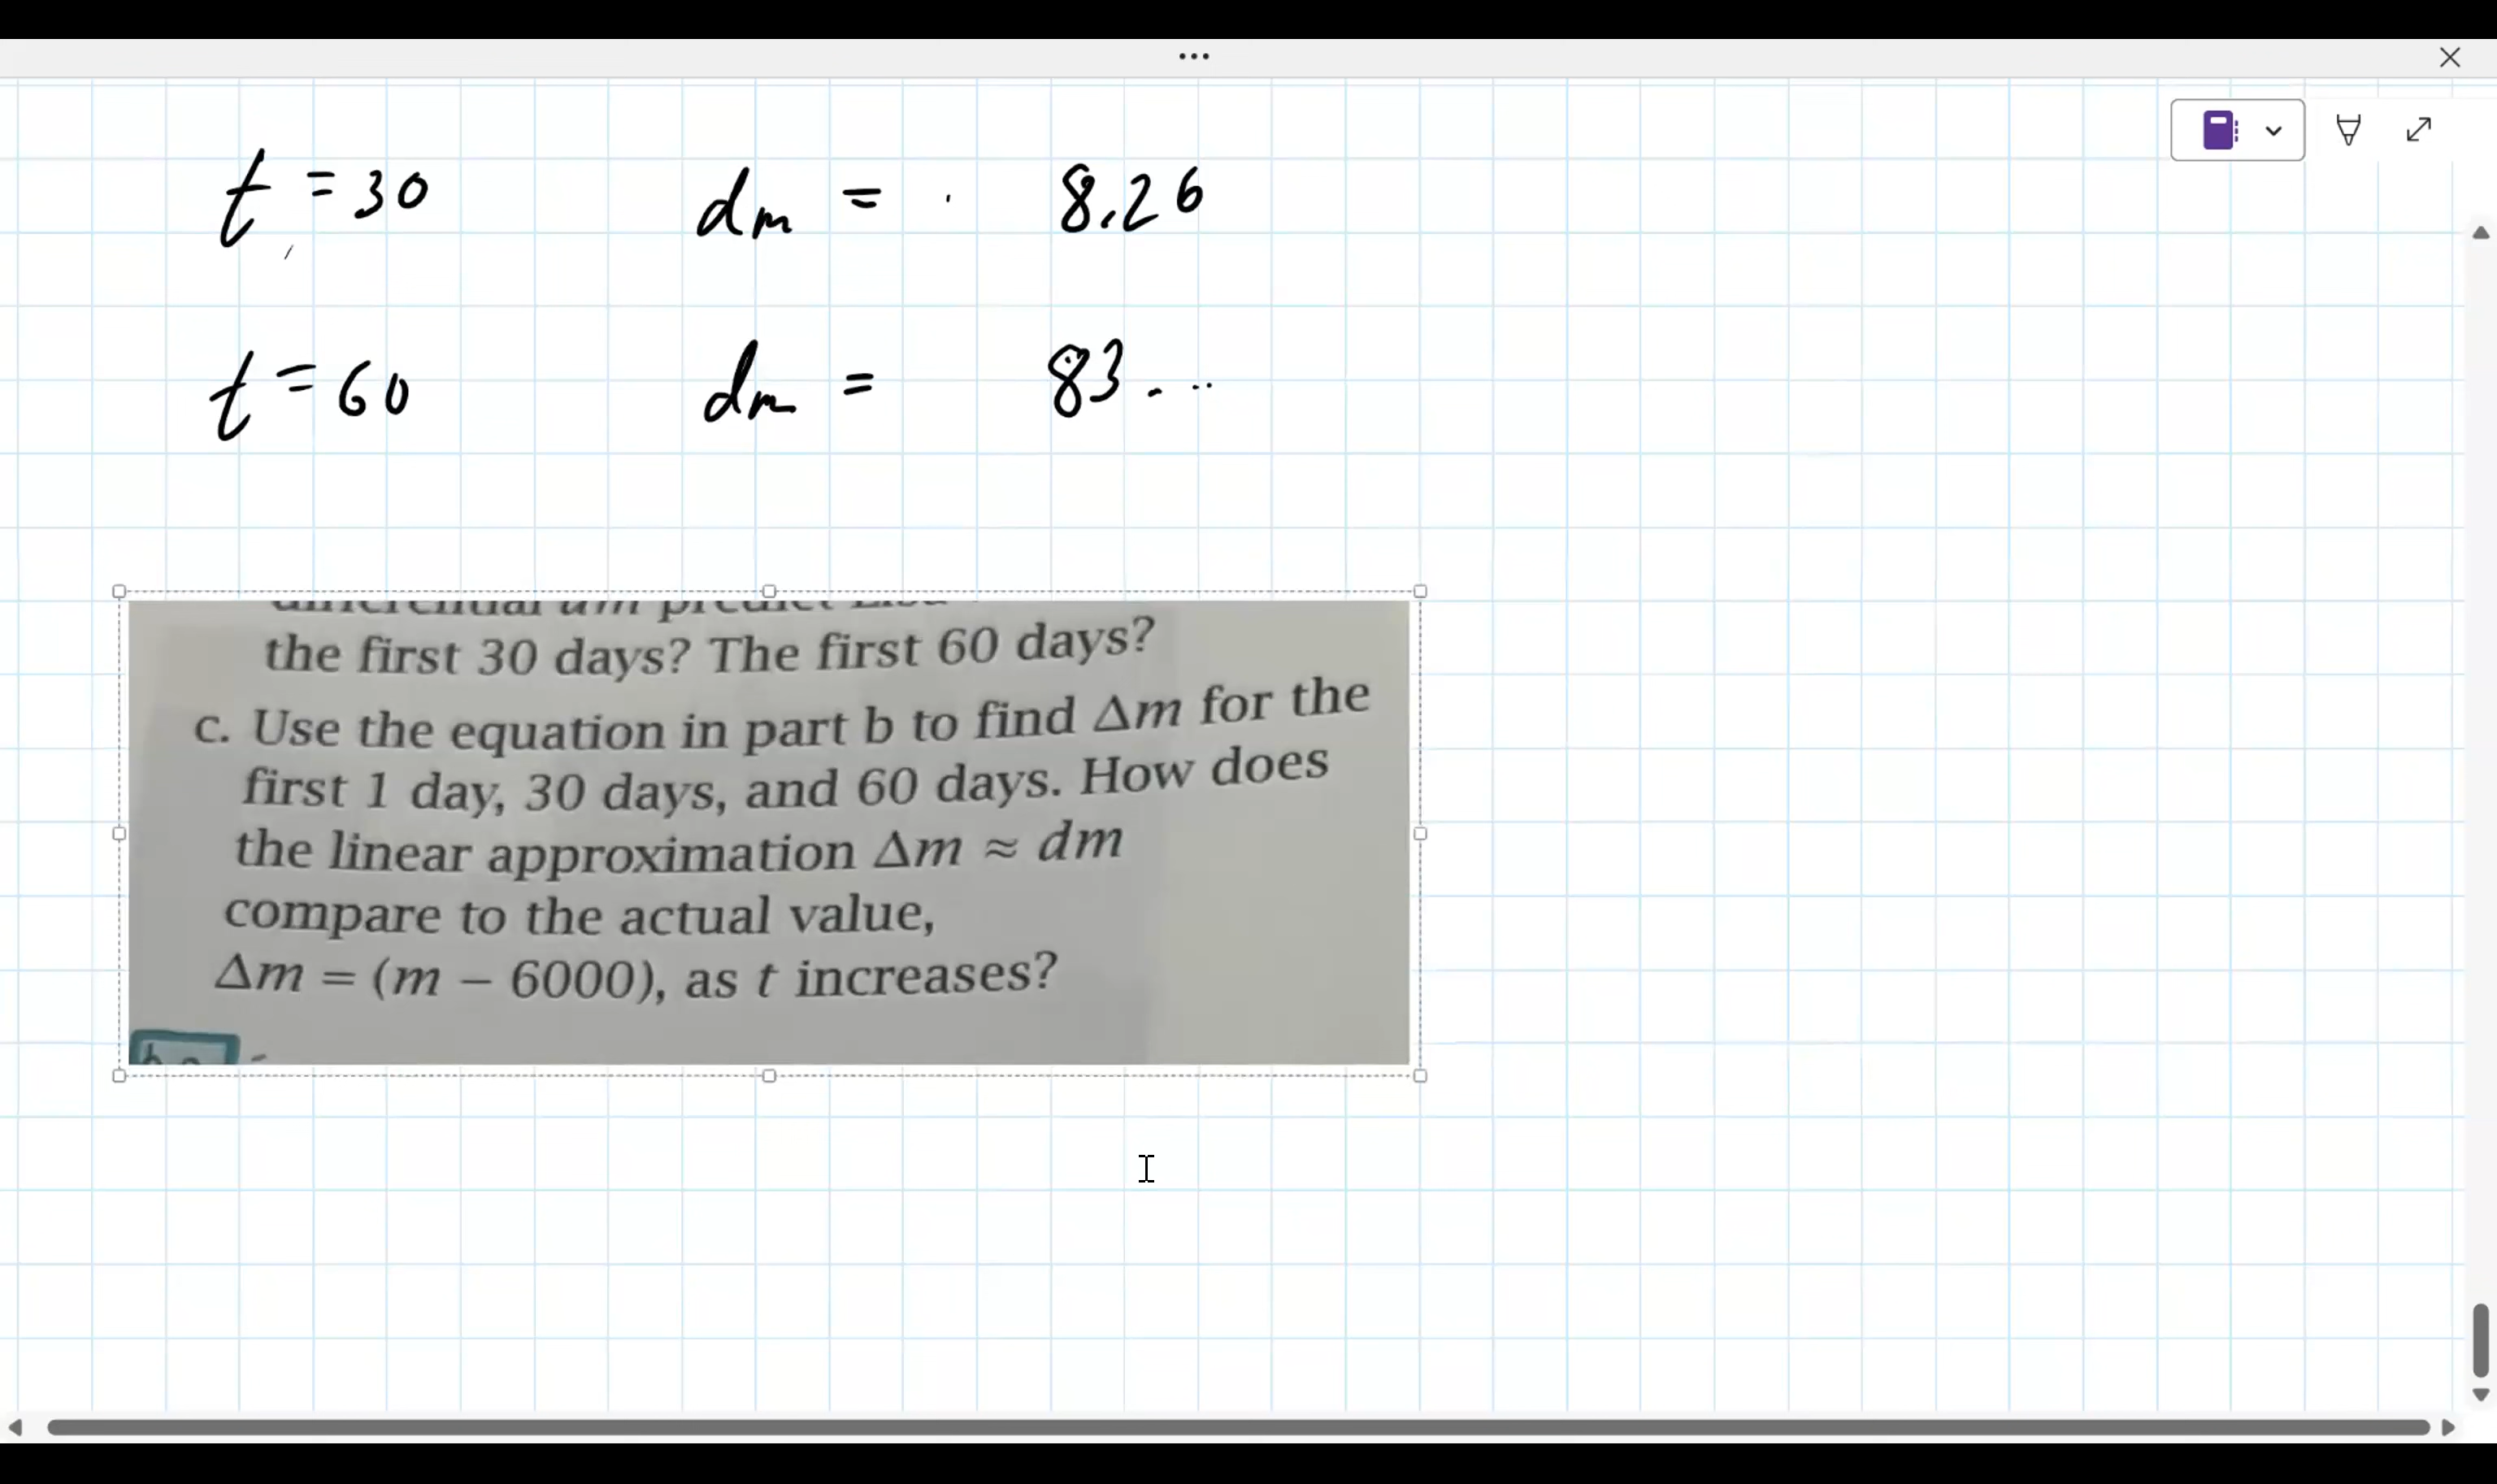 t = 30 dm = 8.26
t = 60 dm = 83...
the first 30 days? The first 60 days?
c. Use the equation in part b to find Δm for the
first 1 day, 30 days, and 60 days. How does
the linear approximation Δm ≈ dm
compare to the actual value,
Δm = (m − 6000), as t increases?